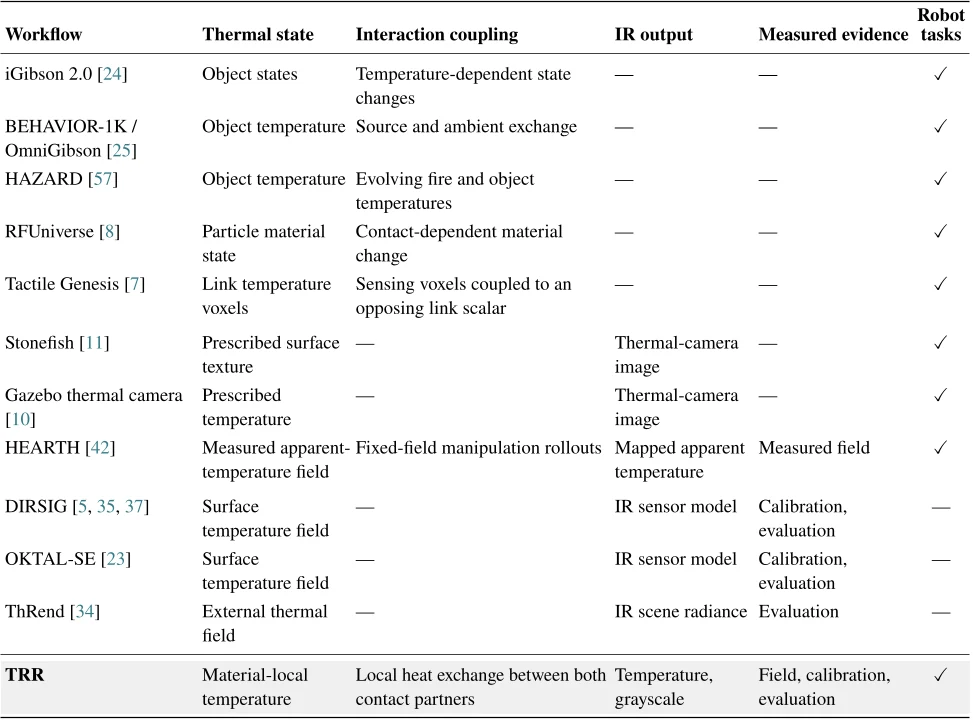 Workflow Thermal state Interaction coupling IR output Measured evidence Robot tasks
iGibson 2.0 [24] Object states Temperature-dependent state changes — — ✓
BEHAVIOR-1K / OmniGibson [25] Object temperature Source and ambient exchange — — ✓
HAZARD [57] Object temperature Evolving fire and object temperatures — — ✓
RFUniverse [8] Particle material state Contact-dependent material change — — ✓
Tactile Genesis [7] Link temperature voxels Sensing voxels coupled to an opposing link scalar — — ✓
Stonefish [11] Prescribed surface texture — Thermal-camera image — ✓
Gazebo thermal camera [10] Prescribed temperature — Thermal-camera image — ✓
HEARTH [42] Measured apparent-temperature field Fixed-field manipulation rollouts Mapped apparent temperature Measured field ✓
DIRSIG [5, 35, 37] Surface temperature field — IR sensor model Calibration, evaluation —
OKTAL-SE [23] Surface temperature field — IR sensor model Calibration, evaluation —
ThRend [34] External thermal field — IR scene radiance Evaluation —
TRR Material-local temperature Local heat exchange between both contact partners Temperature, grayscale Field, calibration, evaluation ✓